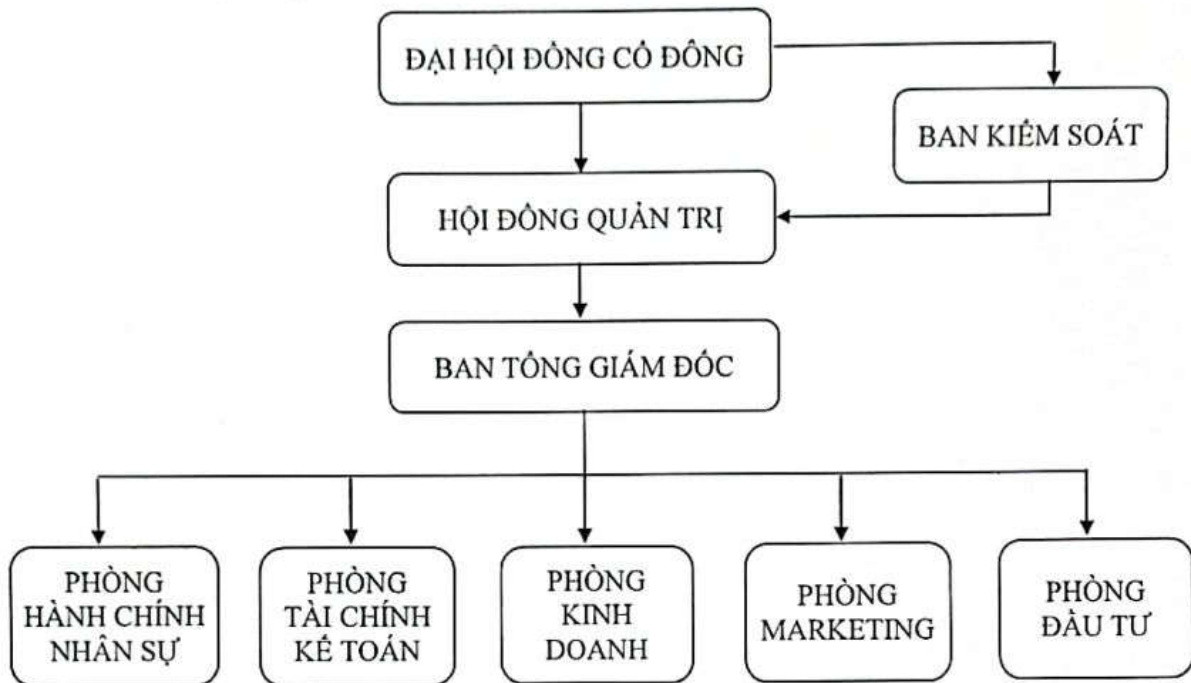 ĐẠI HỘI ĐỒNG CỔ ĐÔNG
BAN KIỂM SOÁT
HỘI ĐỒNG QUẢN TRỊ
BAN TỔNG GIÁM ĐỐC
PHÒNG
HÀNH CHÍNH
NHÂN SỰ
PHÒNG
TÀI CHÍNH
KẾ TOÁN
PHÒNG
KINH
DOANH
PHÒNG
MARKETING
PHÒNG
ĐẦU TƯ